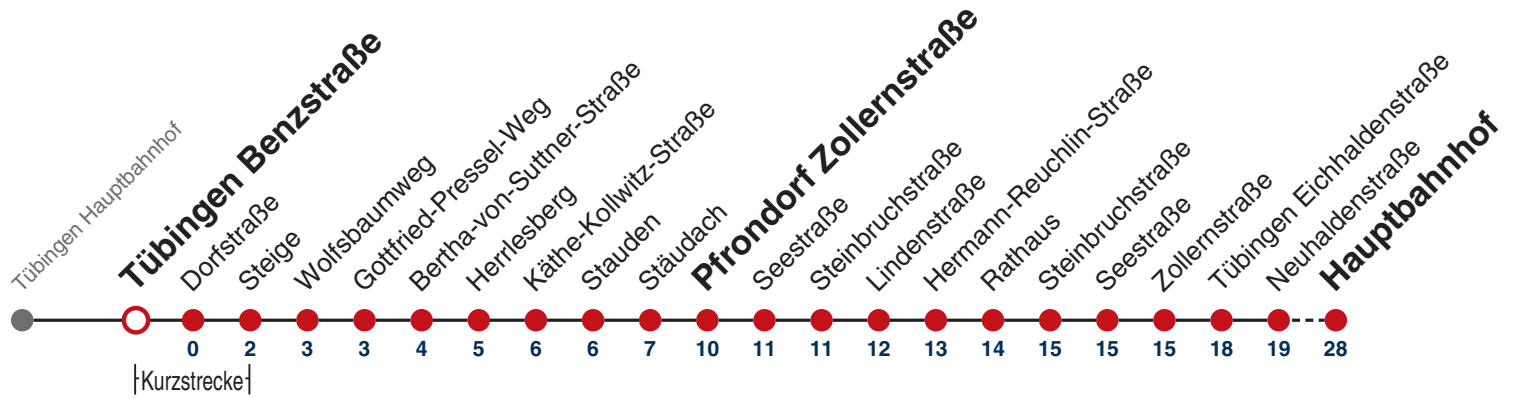 Tübingen Hauptbahnhof
Tübingen Benzstraße
Dorfstraße
Steige
Wolfsbaumweg
Gottfried-Pressel-Weg
Bertha-von-Suttner-Straße
Herrlesberg
Käthe-Kollwitz-Straße
Stauden
Stäudach
Pfrondorf Zollernstraße
Seestraße
Steinbruchstraße
Lindenstraße
Hermann-Reuchlin-Straße
Rathaus
Steinbruchstraße
Seestraße
Zollernstraße
Tübingen Eichhaldenstraße
Neuhaldenstraße
Hauptbahnhof
0 2 3 3 4 5 6 6 7 10 11 11 12 13 14 15 15 15 18 19 28
Kurzstrecke